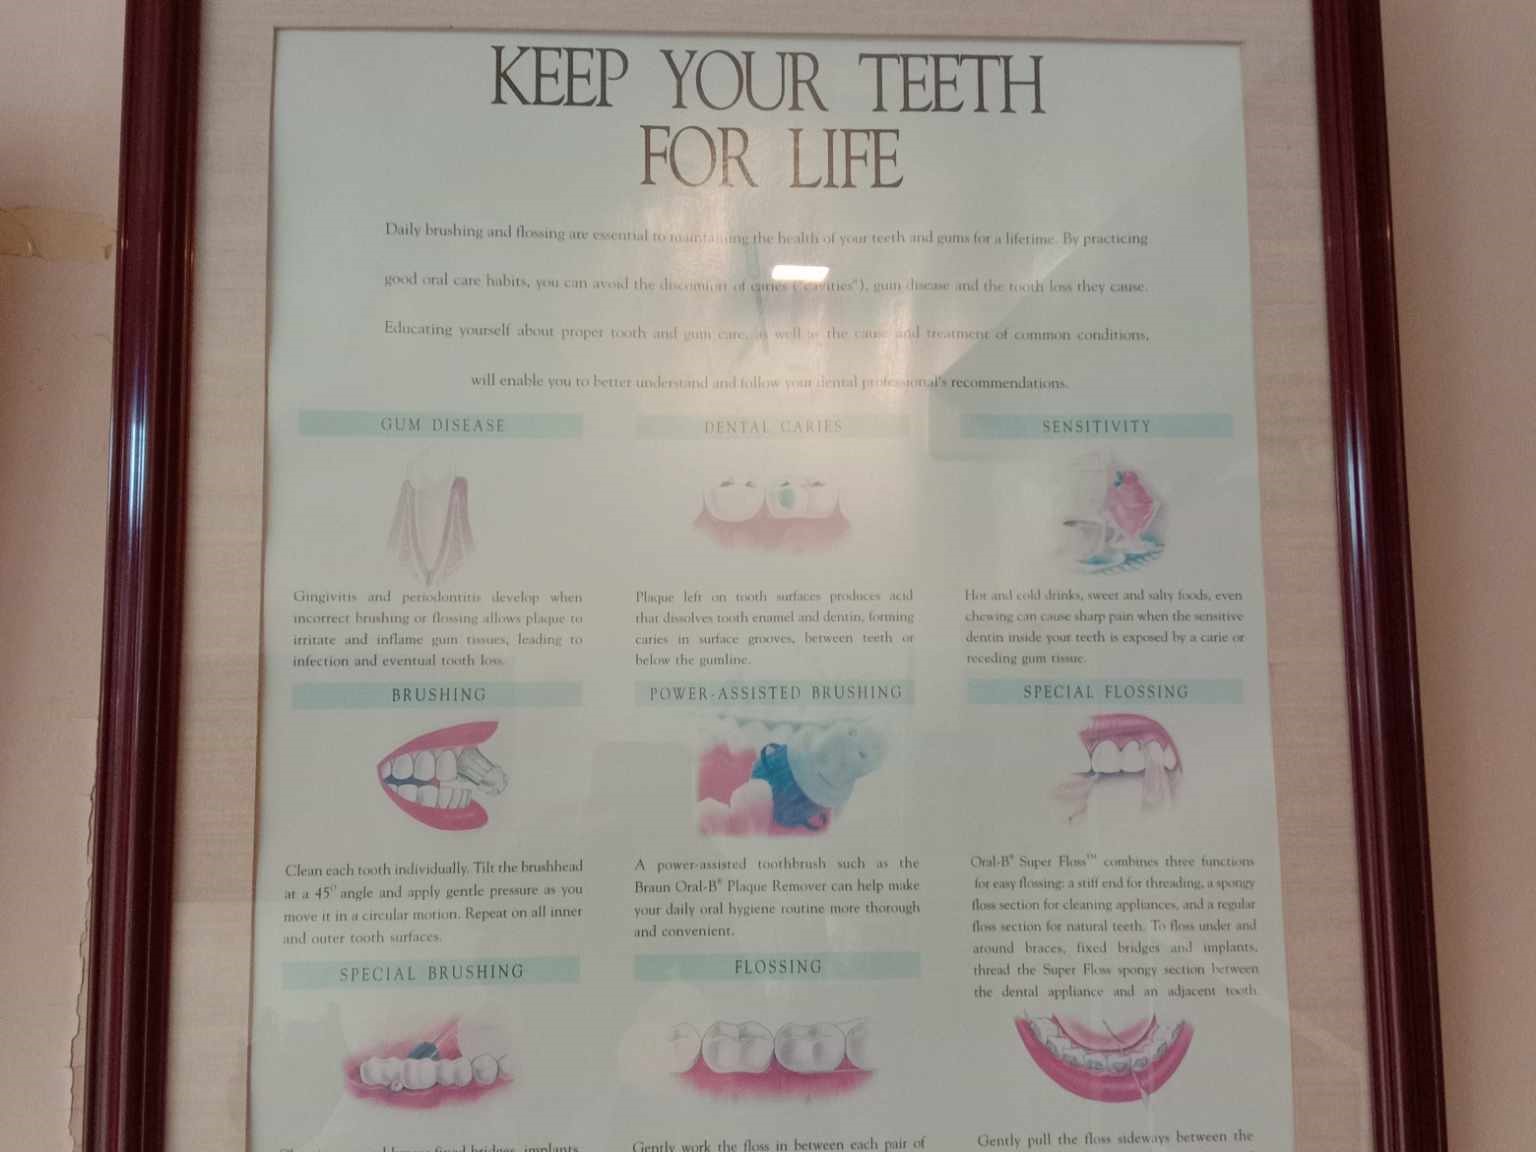 KEEP YOUR TEETH
FOR LIFE
Daily brushing and flossing are essential to maintaining the health of your teeth and gums for a lifetime. By practicing
good oral care habits, you can avoid the discomfort of caries ("cavities"), gum disease and the tooth loss they cause.
Educating yourself about proper tooth and gum care, as well as the cause and treatment of common conditions,
will enable you to better understand and follow your dental professional's recommendations.
GUM DISEASE
Gingivitis and periodontitis develop when
incorrect brushing or flossing allows plaque to
irritate and inflame gum tissues, leading to
infection and eventual tooth loss.
DENTAL CARIES
Plaque left on tooth surfaces produces acid
that dissolves tooth enamel and dentin, forming
caries in surface grooves, between teeth or
below the gumline.
SENSITIVITY
Hot and cold drinks, sweet and salty foods, even
chewing can cause sharp pain when the sensitive
dentin inside your teeth is exposed by a carie or
receding gum tissue.
BRUSHING
Clean each tooth individually. Tilt the brushhead
at a 45° angle and apply gentle pressure as you
move it in a circular motion. Repeat on all inner
and outer tooth surfaces.
POWER-ASSISTED BRUSHING
A power-assisted toothbrush such as the
Braun Oral-B® Plaque Remover can help make
your daily oral hygiene routine more thorough
and convenient.
SPECIAL FLOSSING
Oral-B® Super Floss™ combines three functions
for easy flossing: a stiff end for threading, a spongy
floss section for cleaning appliances, and a regular
floss section for natural teeth. To floss under and
around braces, fixed bridges and implants,
thread the Super Floss spongy section between
the dental appliance and an adjacent tooth.
SPECIAL BRUSHING
fixed bridges, implants
FLOSSING
Gently work the floss in between each pair of
Gently pull the floss sideways between the